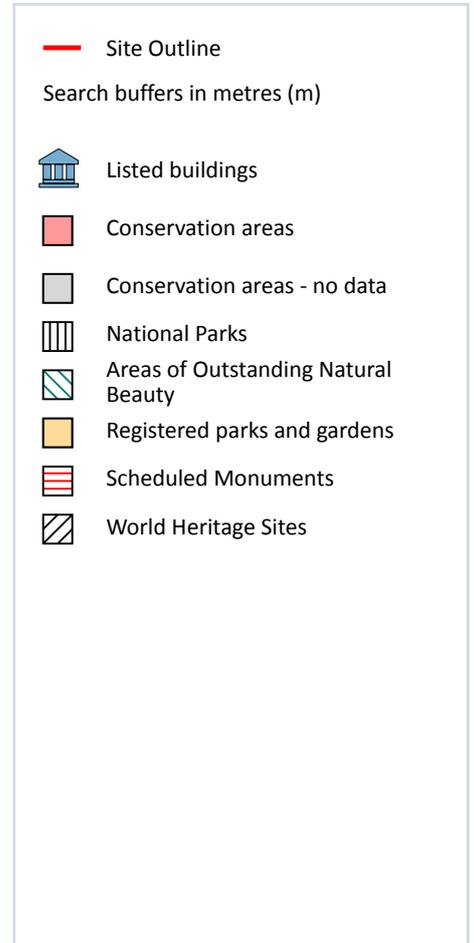 Site Outline
Search buffers in metres (m)
Listed buildings
Conservation areas
Conservation areas - no data
National Parks
Areas of Outstanding Natural
Beauty
Registered parks and gardens
Scheduled Monuments
World Heritage Sites